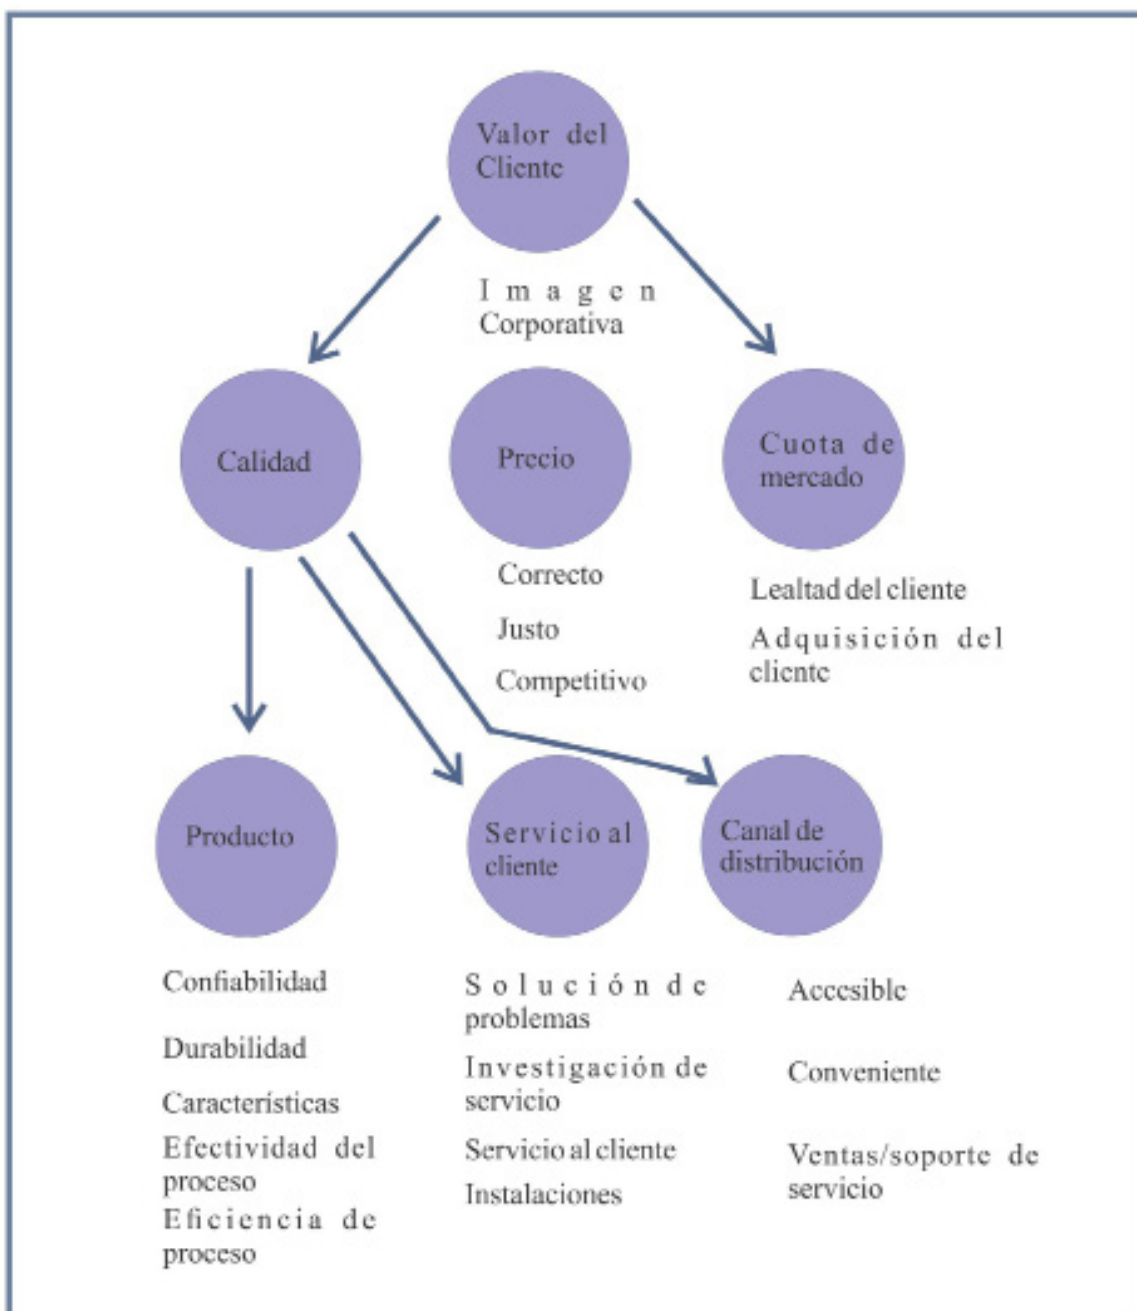 Valor del
Cliente
Imagen
Corporativa
Calidad
Precio
Cuota de
mercado
Correcto
Justo
Competitivo
Lealtad del cliente
Adquisición del
cliente
Producto
Servicio al
cliente
Canal de
distribución
Confiabilidad
Durabilidad
Características
Efectividad del
proceso
Eficiencia de
proceso
Solución de
problemas
Investigación de
servicio
Servicio al cliente
Instalaciones
Accesible
Conveniente
Ventas/soporte de
servicio